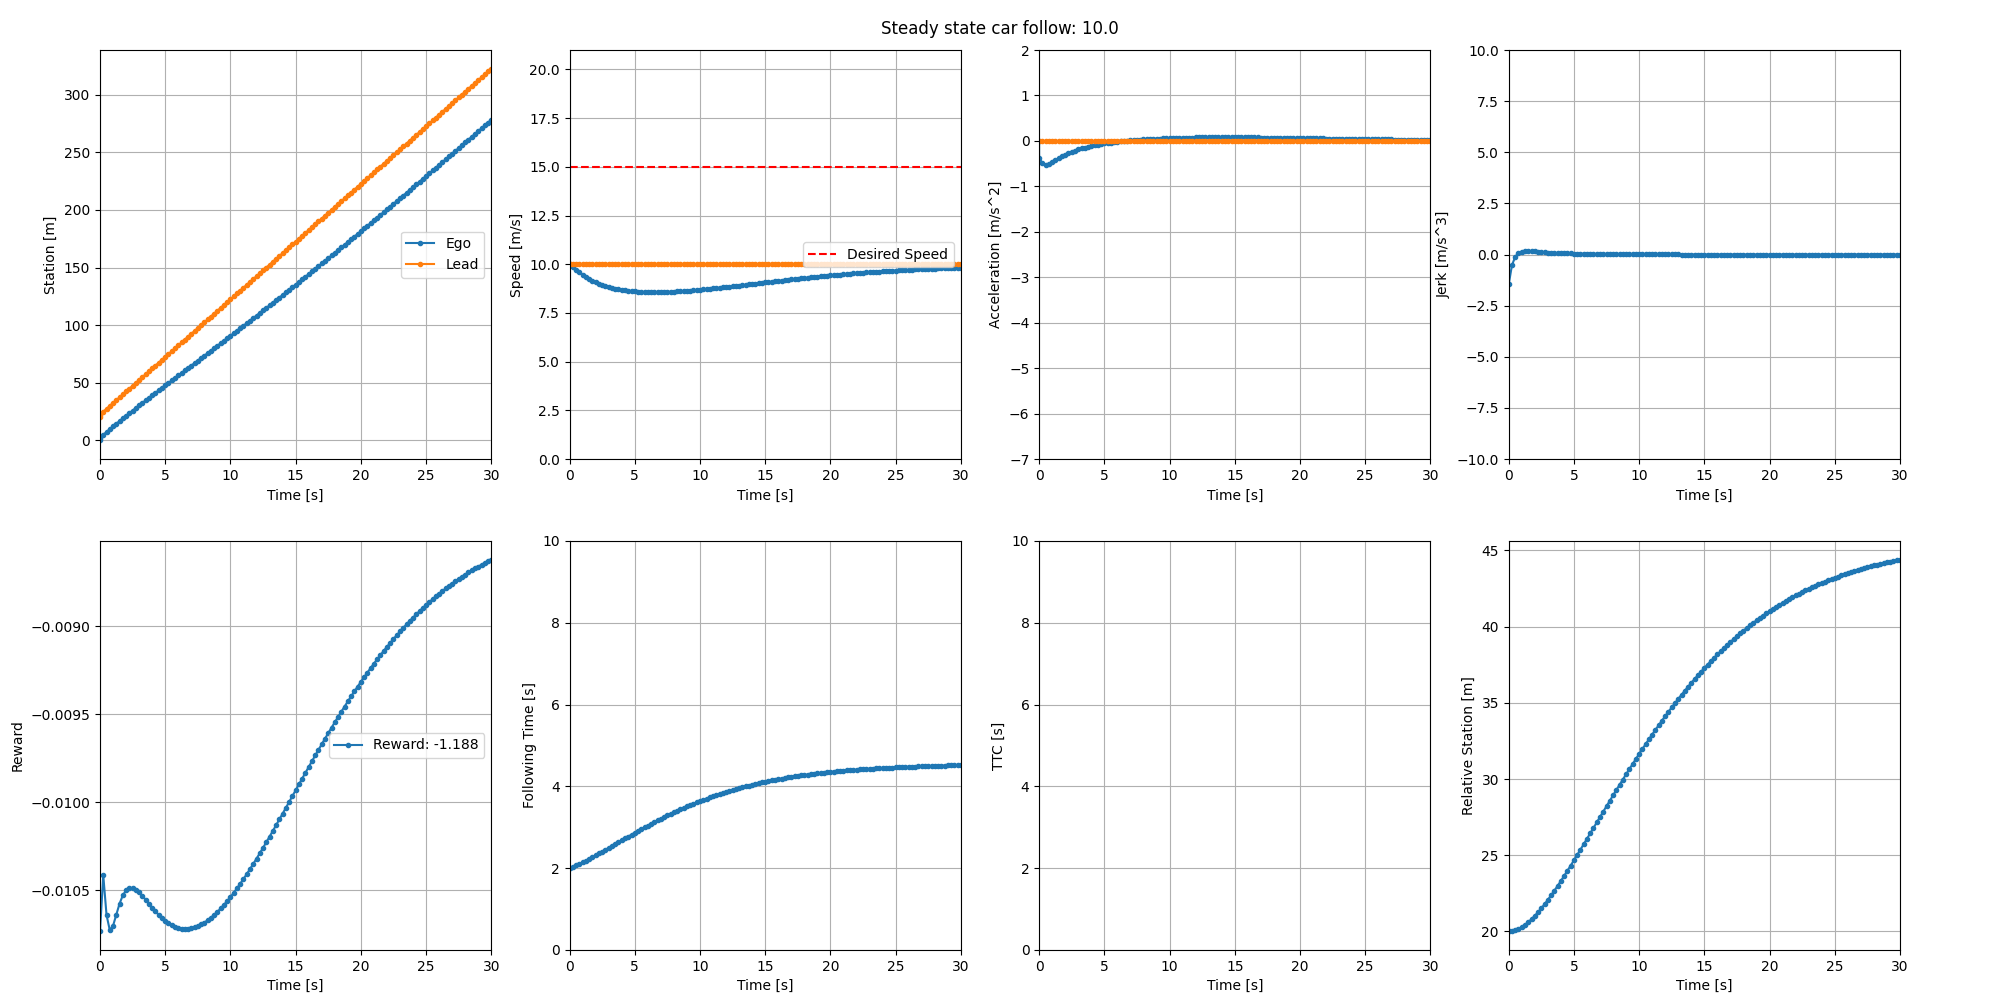 Steady state car follow: 10.0
Station [m]
300
250
200
150
100
50
0
Ego
Lead
0 5 10 15 20 25 30
Time [s]
Speed [m/s]
20.0
17.5
15.0
12.5
10.0
7.5
5.0
2.5
0.0
Desired Speed
0 5 10 15 20 25 30
Time [s]
Acceleration [m/s^2]
2
1
0
−1
−2
−3
−4
−5
−6
−7
0 5 10 15 20 25 30
Time [s]
Jerk [m/s^3]
10.0
7.5
5.0
2.5
0.0
−2.5
−5.0
−7.5
−10.0
0 5 10 15 20 25 30
Time [s]
Reward
−0.0090
−0.0095
−0.0100
−0.0105
Reward: -1.188
0 5 10 15 20 25 30
Time [s]
Following Time [s]
10
8
6
4
2
0
0 5 10 15 20 25 30
Time [s]
TTC [s]
10
8
6
4
2
0
0 5 10 15 20 25 30
Time [s]
Relative Station [m]
45
40
35
30
25
20
0 5 10 15 20 25 30
Time [s]